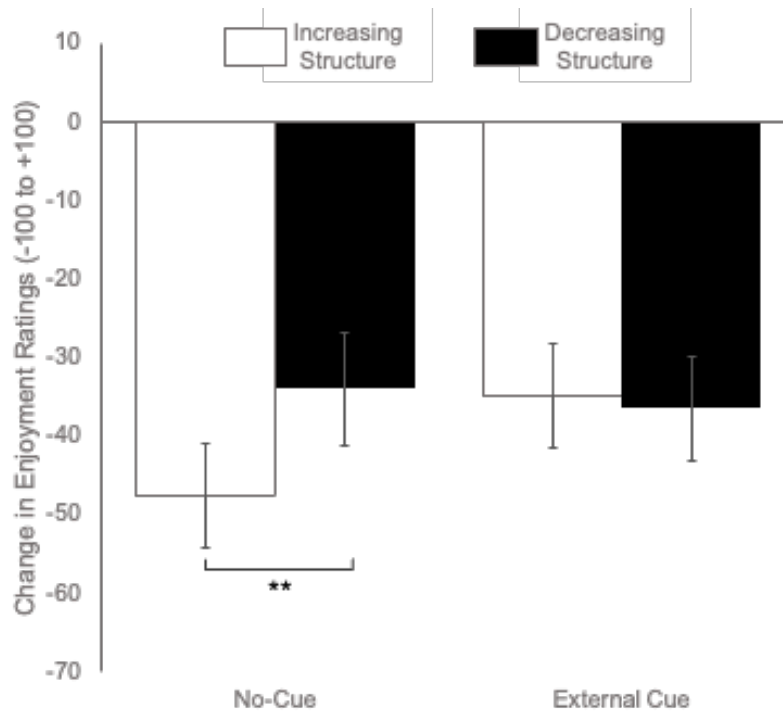 Increasing
Structure
Decreasing
Structure
Change in Enjoyment Ratings (-100 to +100)
10
0
-10
-20
-30
-40
-50
-60
-70
**
No-Cue
External Cue